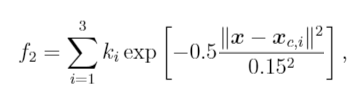 $f_2 = \sum_{i=1}^{3} k_i \exp\left[-0.5\frac{\|\boldsymbol{x} - \boldsymbol{x}_{c,i}\|^2}{0.15^2}\right],$